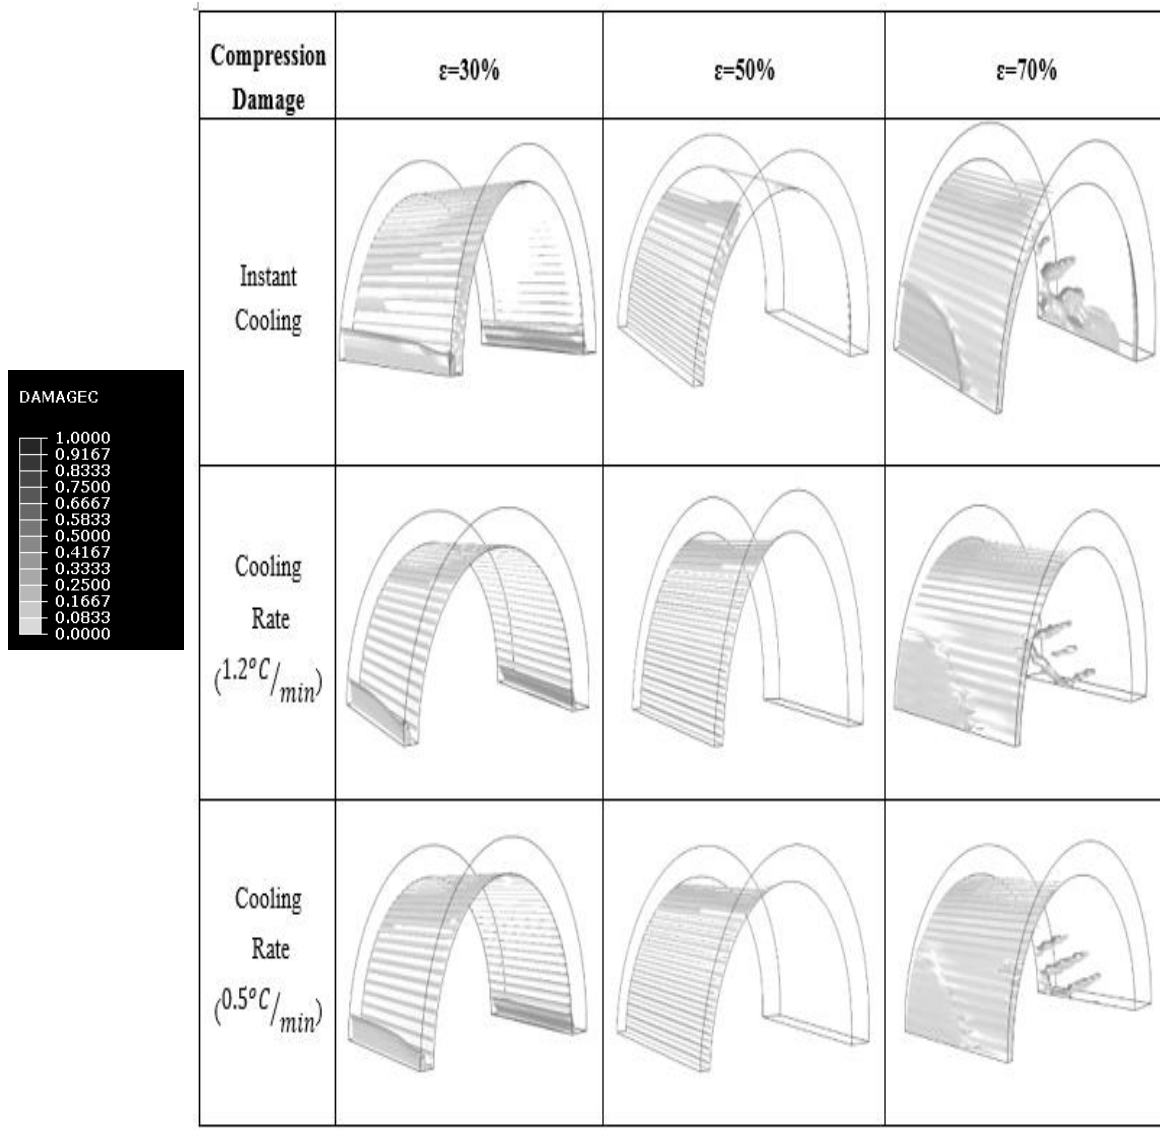 Compression
Damage
ε=30%
ε=50%
ε=70%
Instant
Cooling
DAMAGEC
1.0000
0.9167
0.8333
0.7500
0.6667
0.5833
0.5000
0.4167
0.3333
0.2500
0.1667
0.0833
0.0000
Cooling
Rate
(1.2°C/min)
Cooling
Rate
(0.5°C/min)